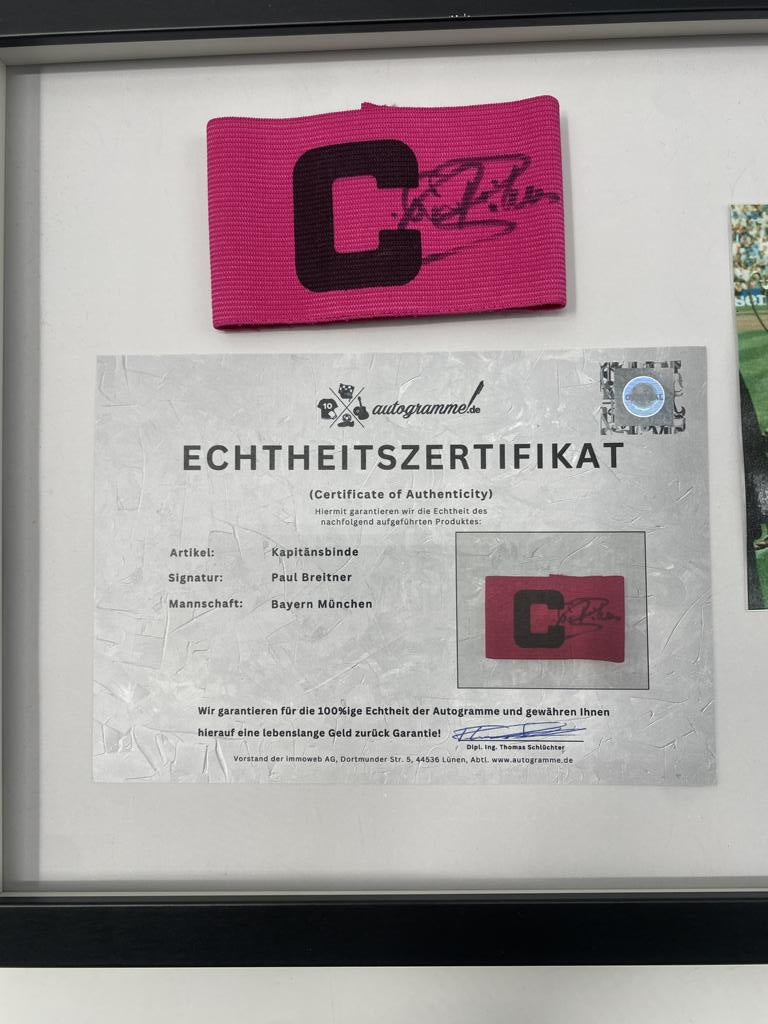 C
10
autogramme!de
ORIGINAL
ECHTHEITSZERTIFIKAT
(Certificate of Authenticity)
Hiermit garantieren wir die Echtheit des
nachfolgend aufgeführten Produktes:
Artikel: Kapitänsbinde
Signatur: Paul Breitner
Mannschaft: Bayern München
C
Wir garantieren für die 100%ige Echtheit der Autogramme und gewähren Ihnen
hierauf eine lebenslange Geld zurück Garantie!
Dipl. Ing. Thomas Schlüchter
Vorstand der immoweb AG, Dortmunder Str. 5, 44536 Lünen, Abtl. www.autogramme.de